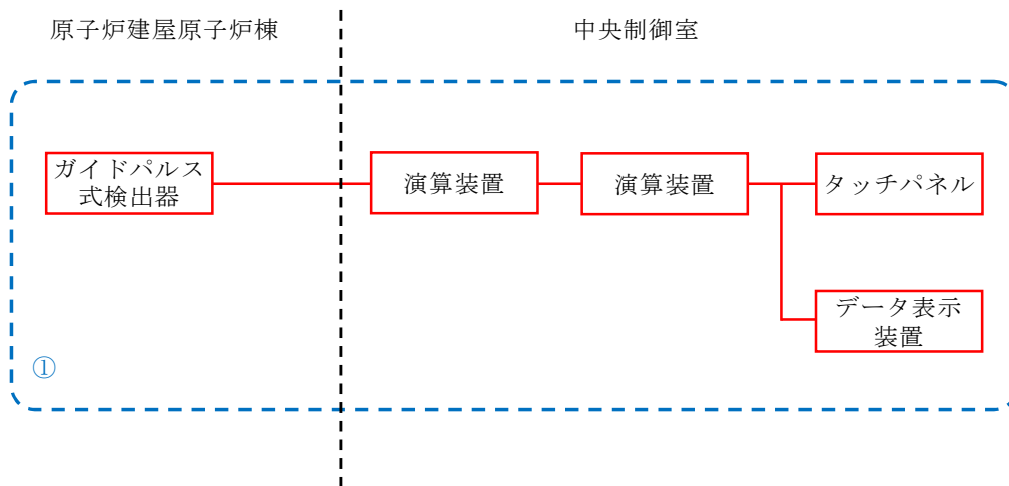 原子炉建屋原子炉棟
中央制御室
ガイドパルス
式検出器
演算装置
演算装置
タッチパネル
データ表示
装置
①